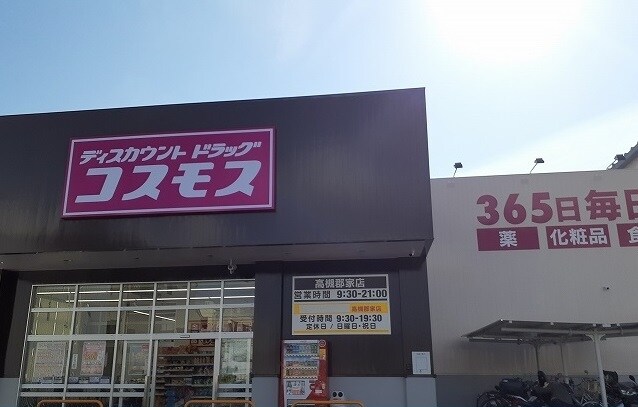 ディスカウント ドラッグ
コスモス
365日毎日
薬 化粧品 食
高槻郡家店
営業時間 9:30-21:00
高槻郡家店
受付時間 9:30-19:30
定休日/日曜日・祝日